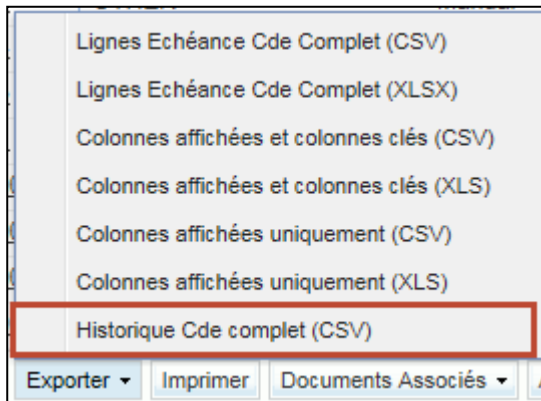 Lignes Echéance Cde Complet (CSV)
Lignes Echéance Cde Complet (XLSX)
Colonnes affichées et colonnes clés (CSV)
Colonnes affichées et colonnes clés (XLS)
Colonnes affichées uniquement (CSV)
Colonnes affichées uniquement (XLS)
Historique Cde complet (CSV)
Exporter Imprimer Documents Associés